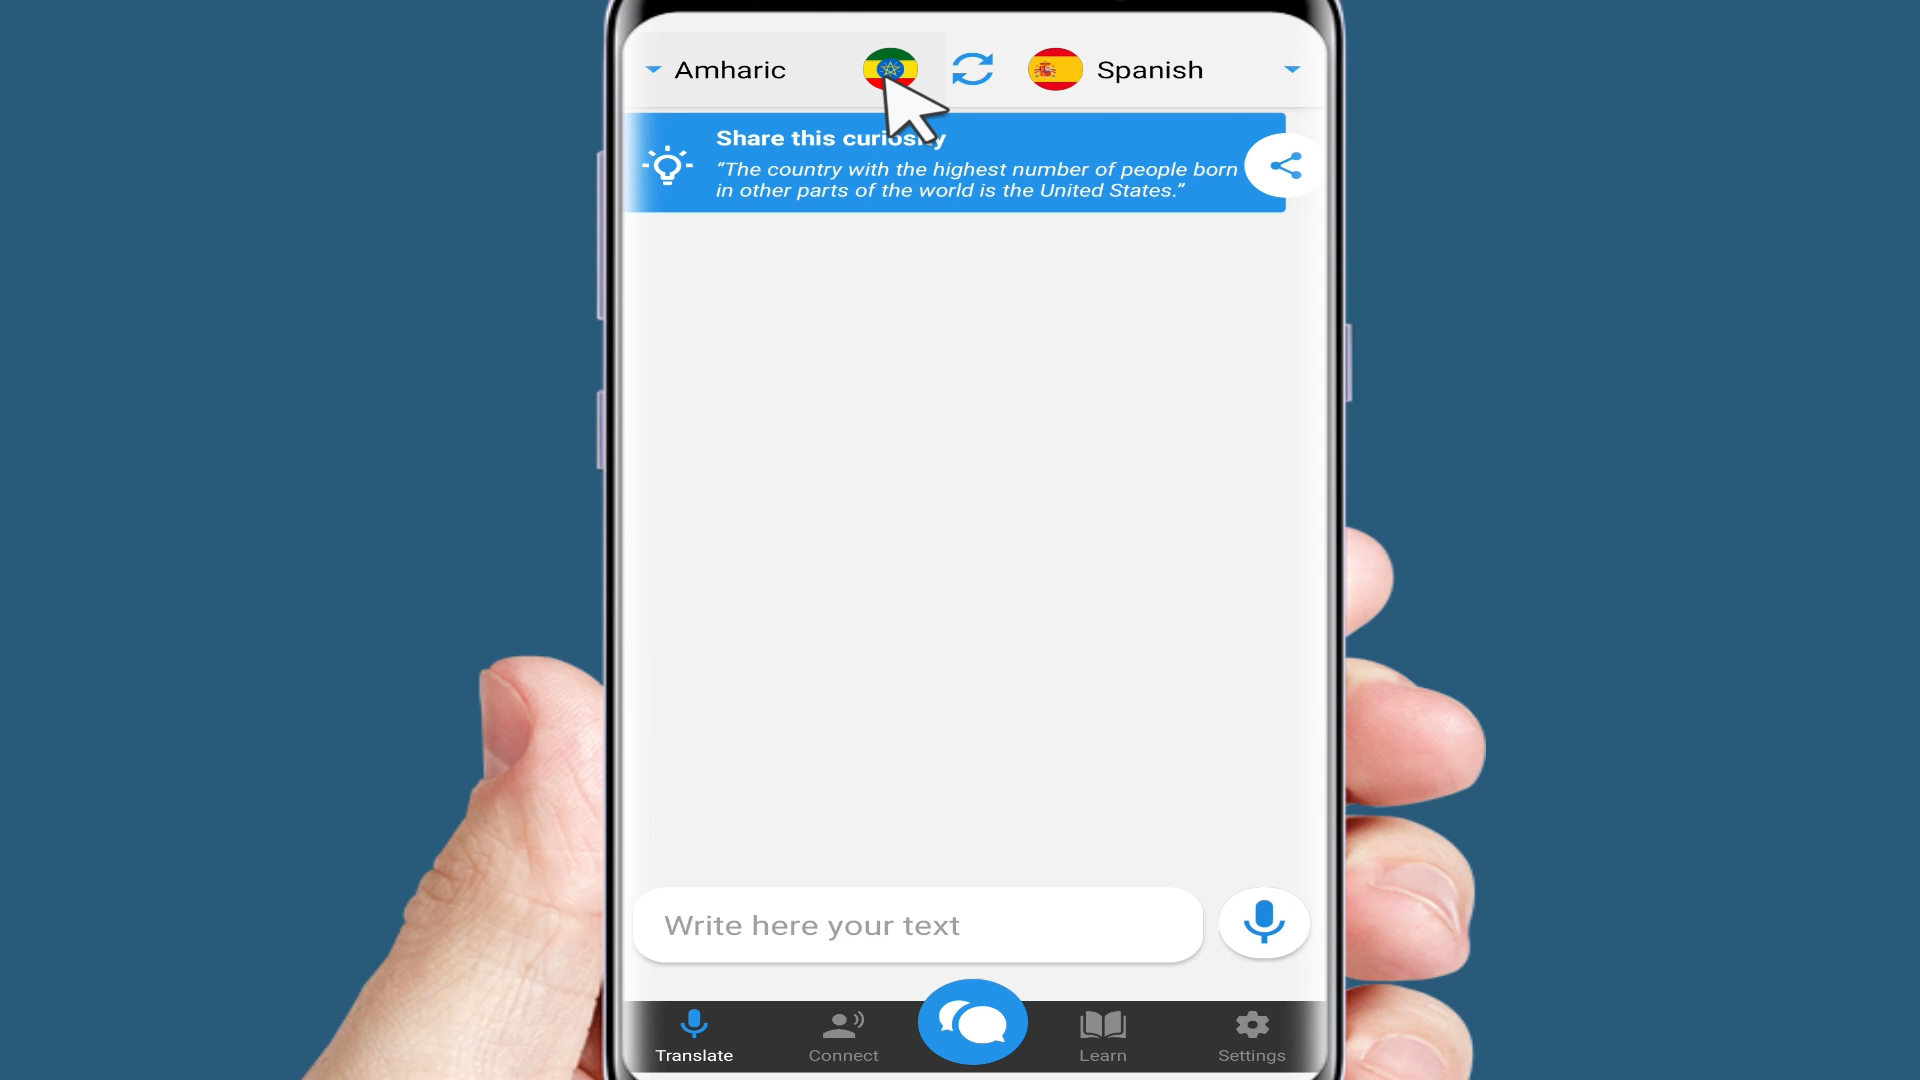 Amharic
Spanish
Share this curiosity
“The country with the highest number of people born
in other parts of the world is the United States.”
Write here your text
Translate
Connect
Learn
Settings